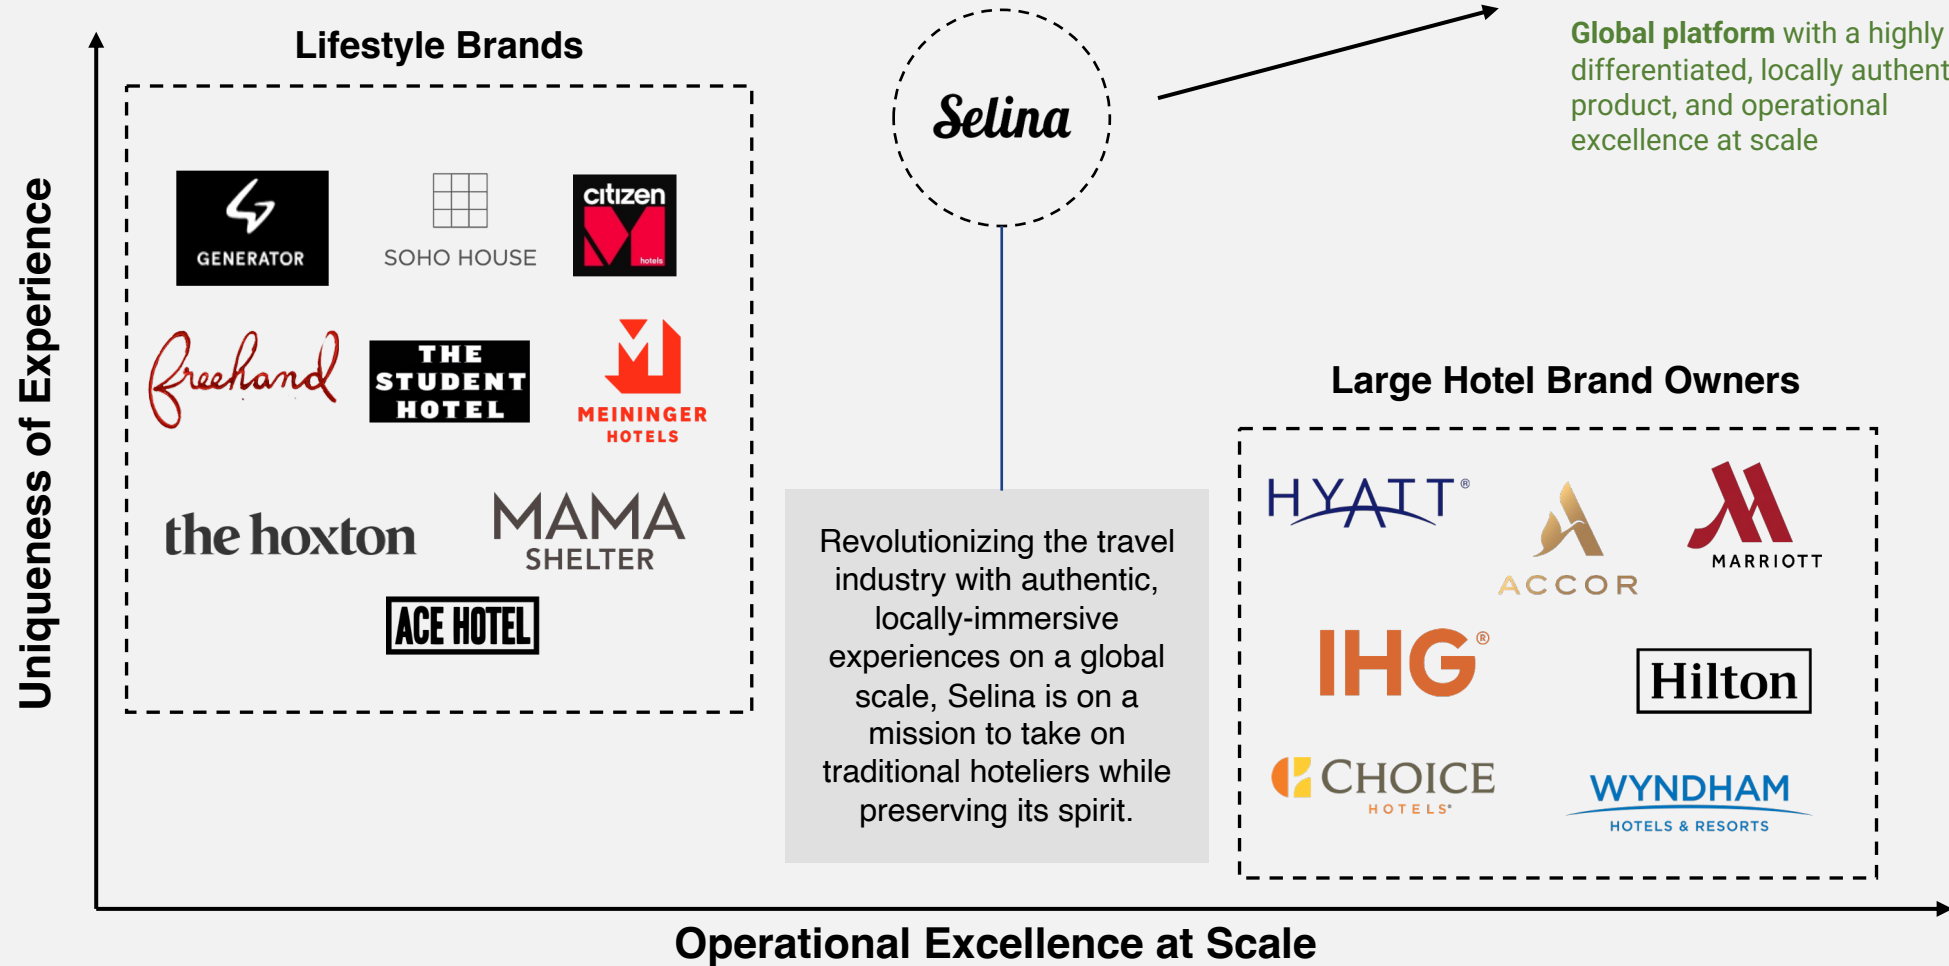 Lifestyle Brands
Selina
Global platform with a highly
differentiated, locally authent
product, and operational
excellence at scale
Uniqueness of Experience
GENERATOR
SOHO HOUSE
citizen
M
hotels
freehand
THE
STUDENT
HOTEL
MEININGER
HOTELS
the hoxton
MAMA
SHELTER
ACE HOTEL
Revolutionizing the travel
industry with authentic,
locally-immersive
experiences on a global
scale, Selina is on a
mission to take on
traditional hoteliers while
preserving its spirit.
Large Hotel Brand Owners
HYATT®
ACCOR
MARRIOTT
IHG®
Hilton
CHOICE
HOTELS®
WYNDHAM
HOTELS & RESORTS
Operational Excellence at Scale